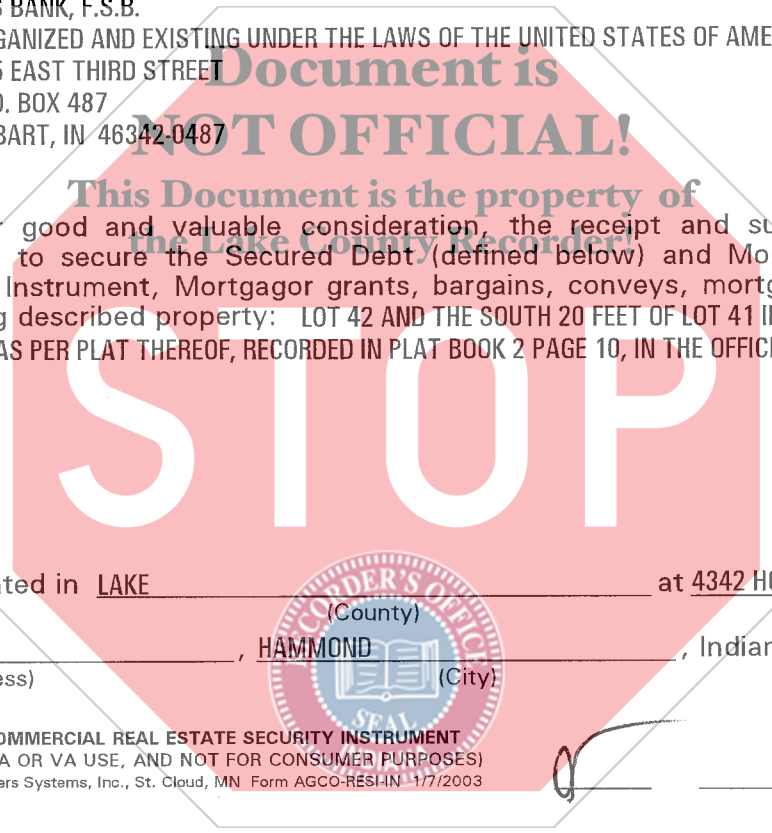 BANK, F.S.B.
GANIZED AND EXISTING UNDER THE LAWS OF THE UNITED STATES OF AME
5 EAST THIRD STREET
Document is
O. BOX 487
BART, IN 46342-0487
NOT OFFICIAL!
This Document is the property of
good and valuable consideration, the receipt and su
the Lake County Recorder!
to secure the Secured Debt (defined below) and Mo
Instrument, Mortgagor grants, bargains, conveys, mortg
g described property: LOT 42 AND THE SOUTH 20 FEET OF LOT 41 I
AS PER PLAT THEREOF, RECORDED IN PLAT BOOK 2 PAGE 10, IN THE OFFIC
STOP
ated in LAKE at 4342 HO
(County)
, HAMMOND , Indian
ess) (City)
RECORDER'S OFFICE
SEAL
INDIANA
OMMERCIAL REAL ESTATE SECURITY INSTRUMENT
A OR VA USE, AND NOT FOR CONSUMER PURPOSES)
ers Systems, Inc., St. Cloud, MN Form AGCO-RESI-IN 1/7/2003